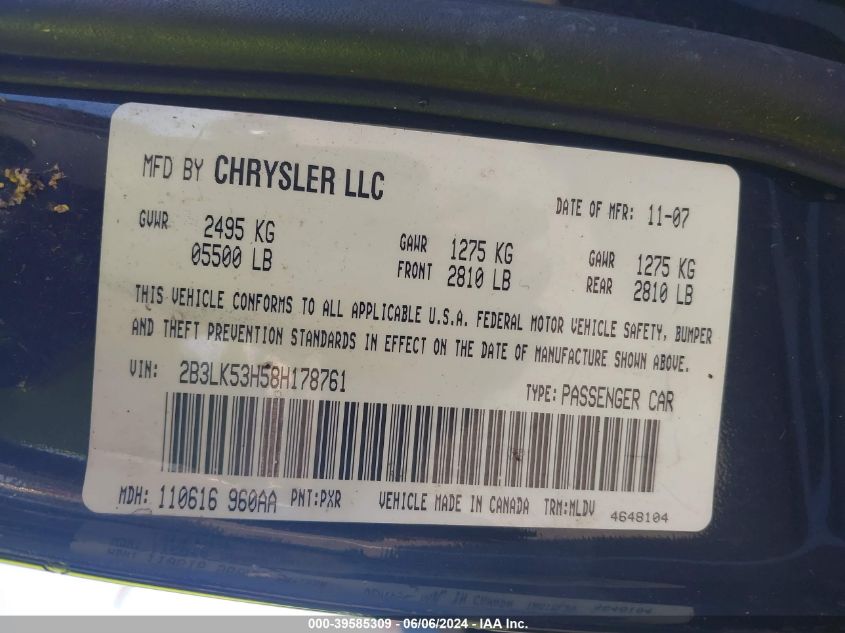 MFD BY CHRYSLER LLC
DATE OF MFR: 11-07
GVWR 2495 KG
05500 LB
GAWR FRONT 1275 KG
2810 LB
GAWR REAR 1275 KG
2810 LB
THIS VEHICLE CONFORMS TO ALL APPLICABLE U.S.A. FEDERAL MOTOR VEHICLE SAFETY, BUMPER
AND THEFT PREVENTION STANDARDS IN EFFECT ON THE DATE OF MANUFACTURE SHOWN ABOVE.
VIN: 2B3LK53H58H178761
TYPE: PASSENGER CAR
MDH: 110616 960AA PNT:PXR VEHICLE MADE IN CANADA TRM:MLDV
4648104
000-39585309 - 06/06/2024 - IAA Inc.